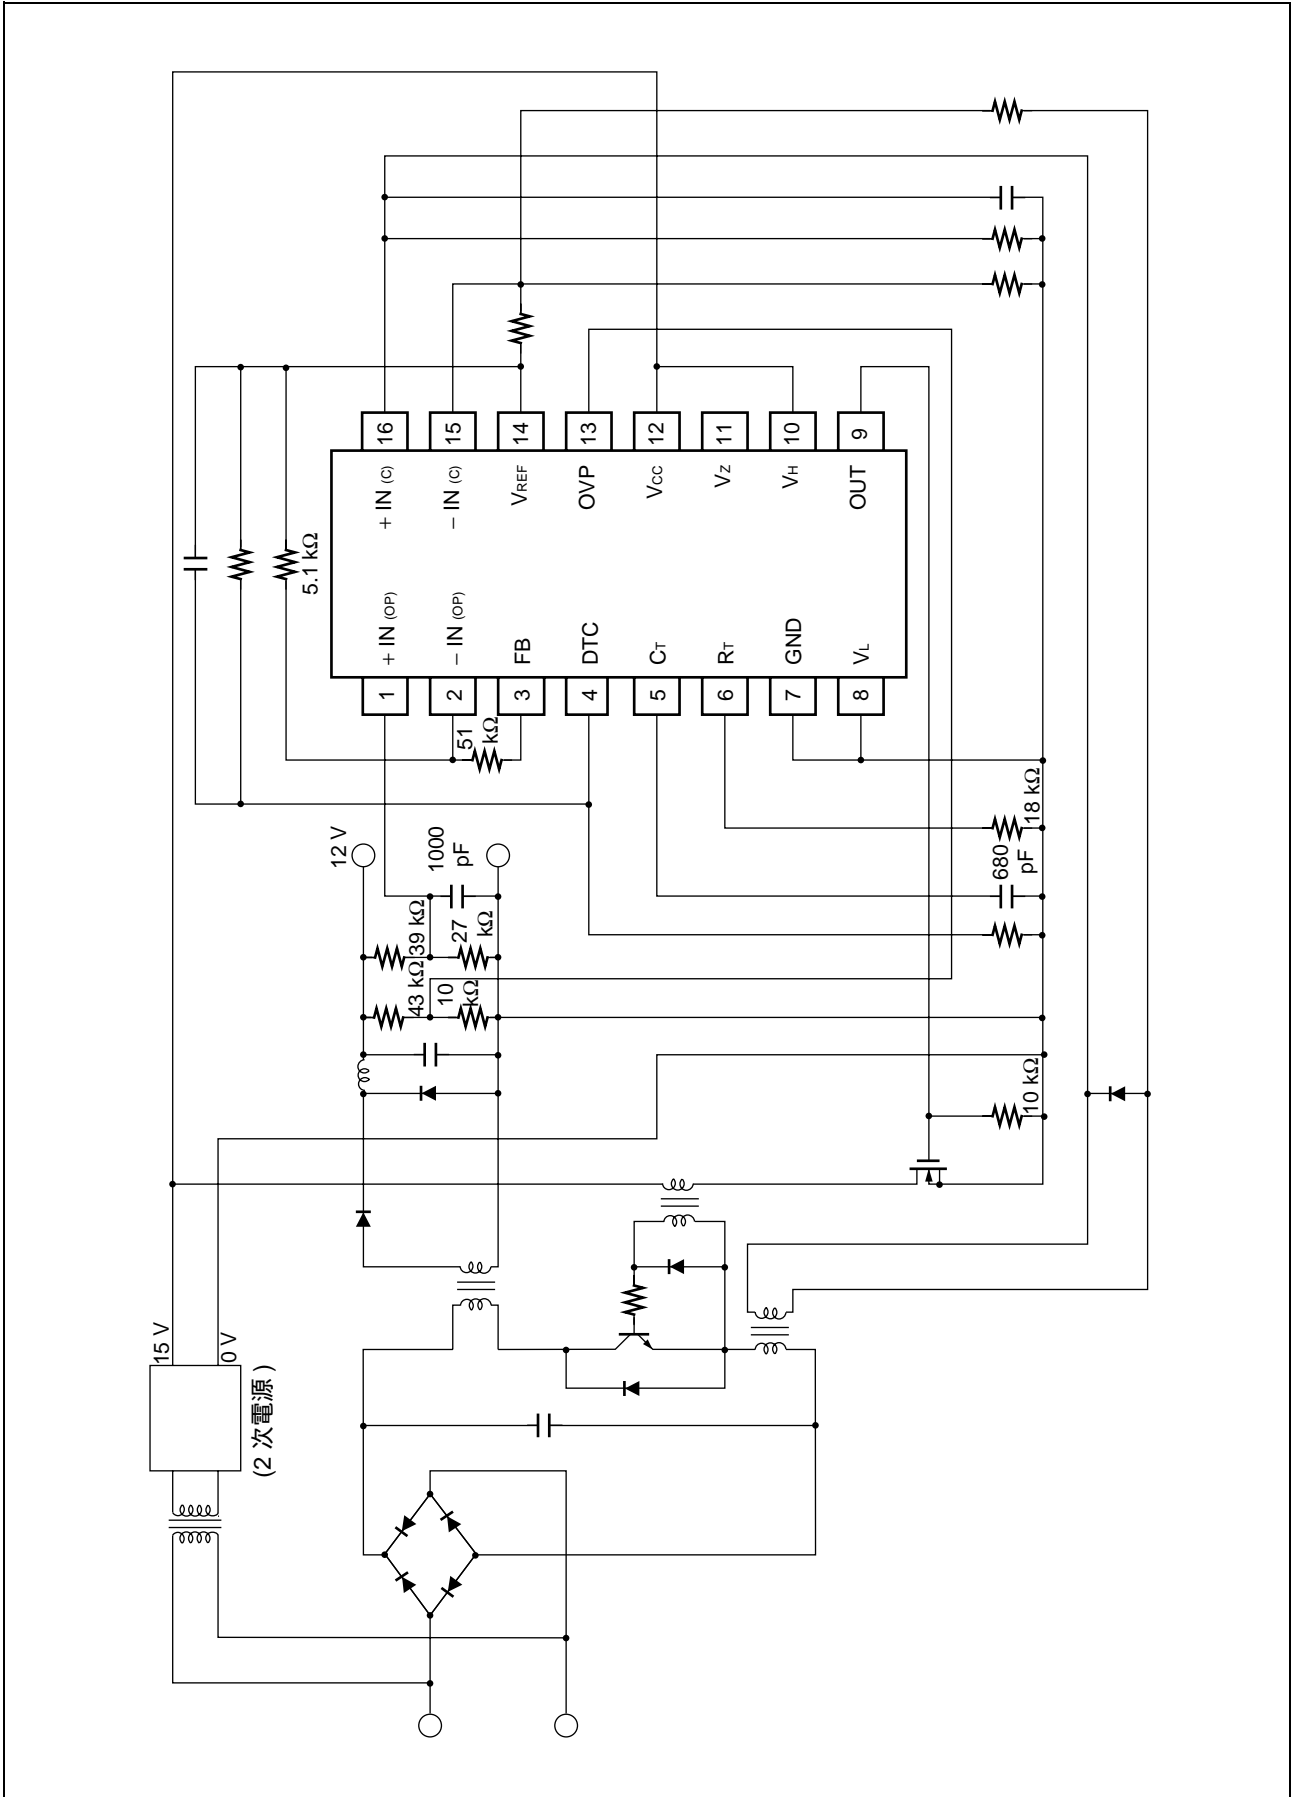 15 V
0 V
(2 次電源)
12 V
43 kΩ
10 kΩ
39 kΩ
27 kΩ
1000 pF
51 kΩ
5.1 kΩ
1
+ IN (OP)
2
− IN (OP)
3
FB
4
DTC
5
CT
6
RT
7
GND
8
VL
16
+ IN (C)
15
− IN (C)
14
VREF
13
OVP
12
VCC
11
VZ
10
VH
9
OUT
10 kΩ
680 pF
18 kΩ